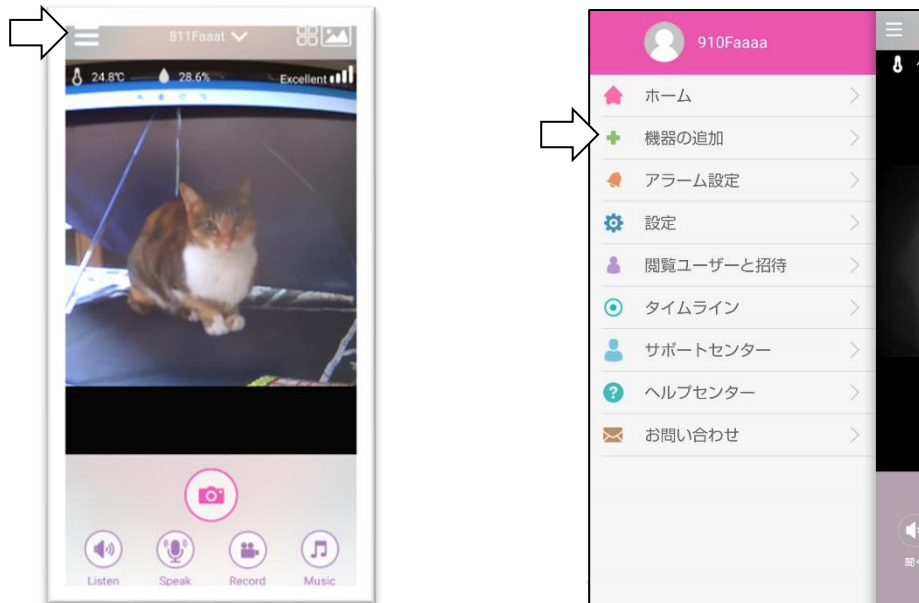 811Faaat
24.8℃
28.6%
Excellent
Listen
Speak
Record
Music
910Faaaa
ホーム
機器の追加
アラーム設定
設定
閲覧ユーザーと招待
タイムライン
サポートセンター
ヘルプセンター
お問い合わせ